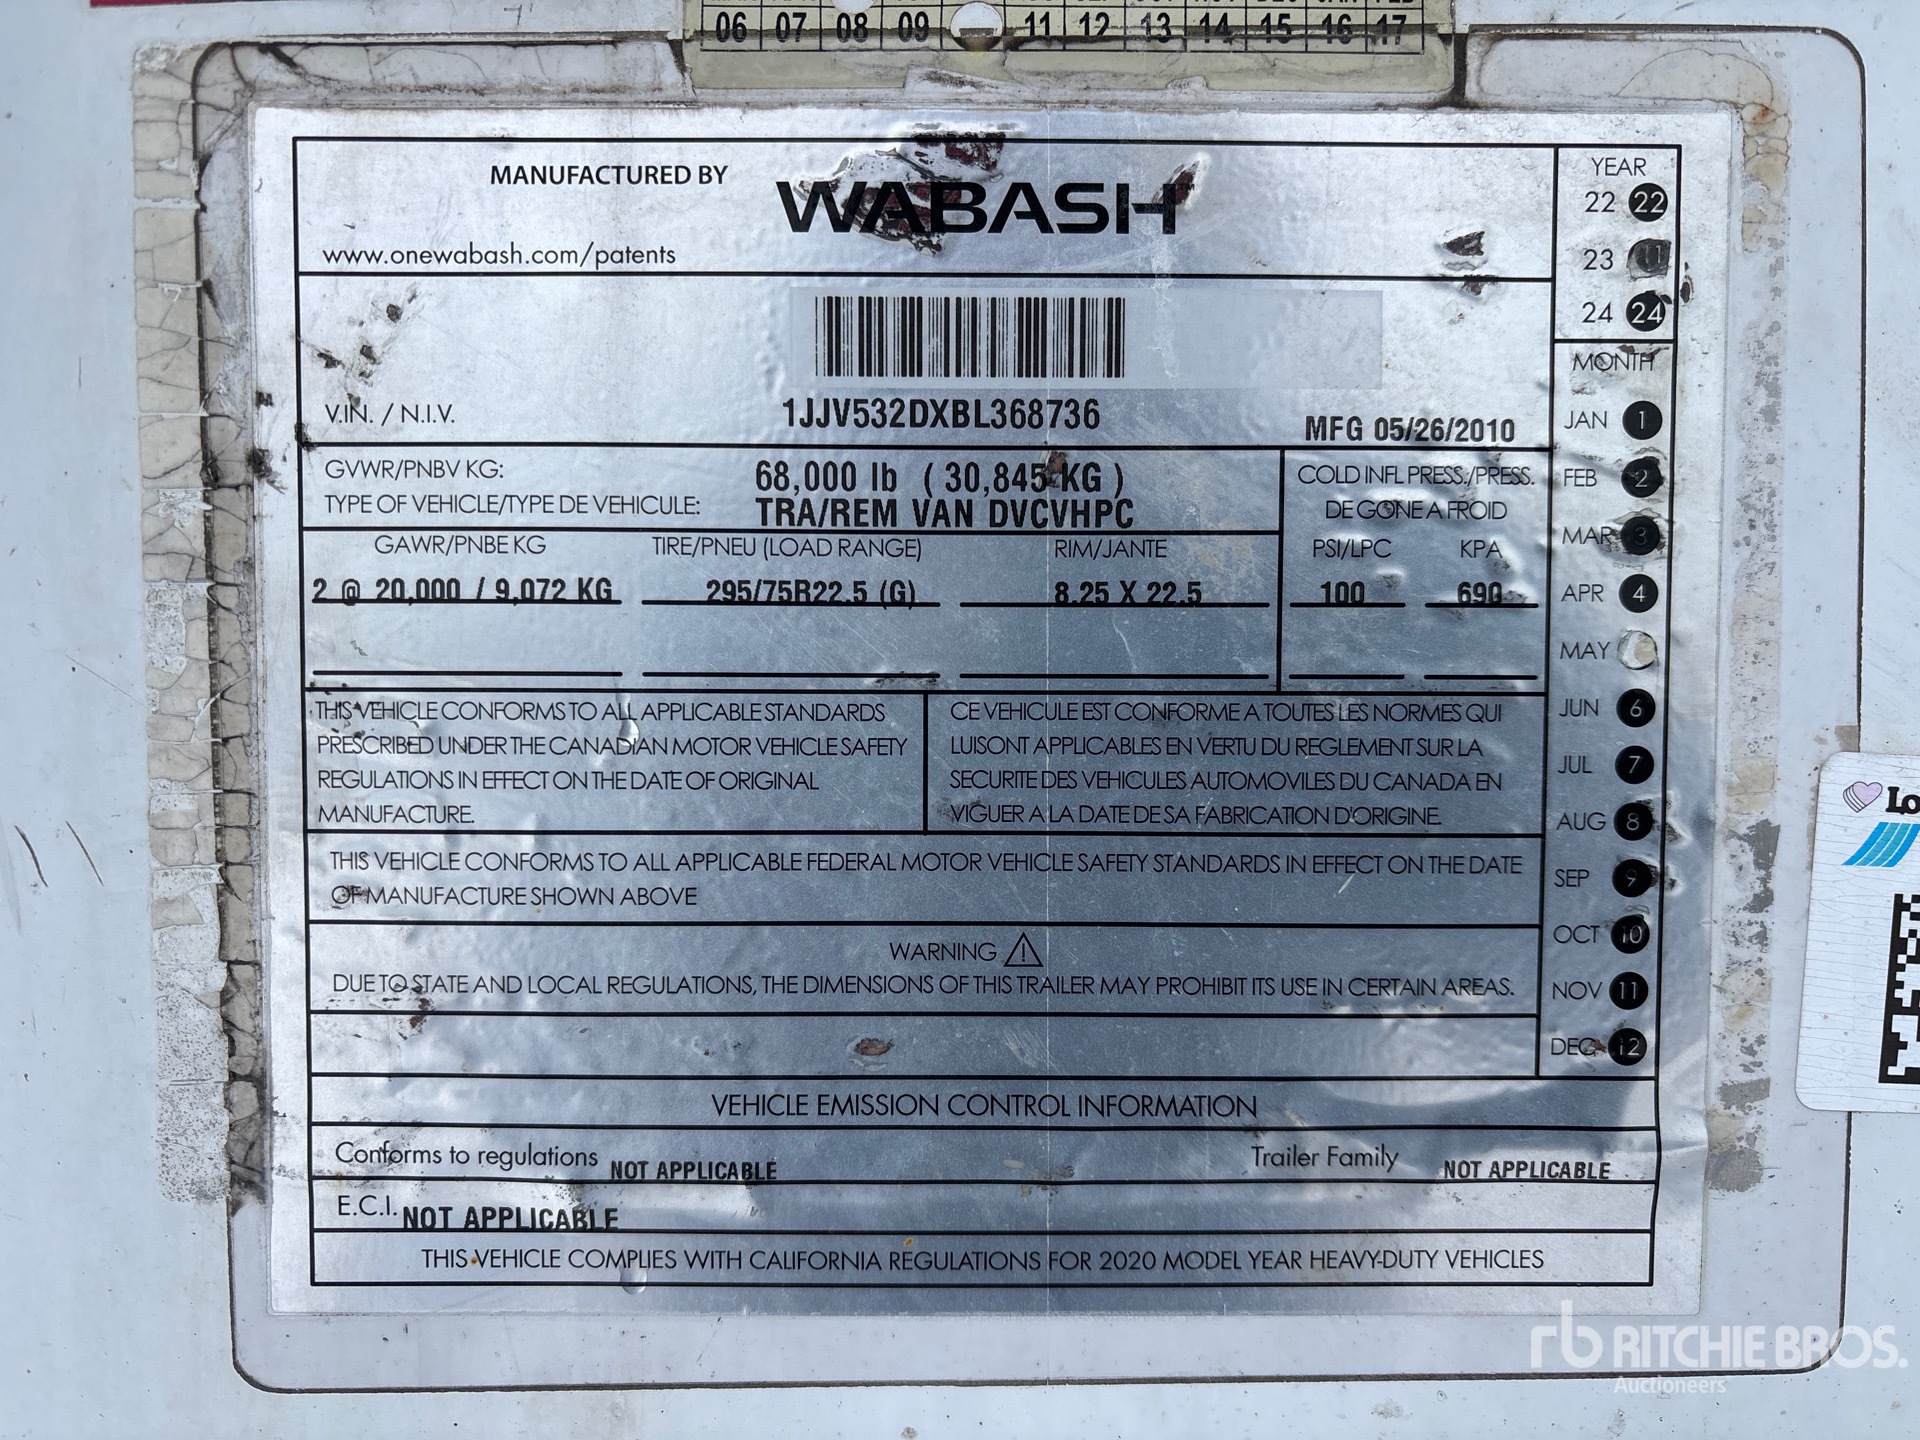 06 07 08 09 11 12 13 14 15 16 17
MANUFACTURED BY WABASH
www.onewabash.com/patents
V.IN. / N.I.V.
1JJV532DXBL368736
MFG 05/26/2010
GVWR/PNBV KG: 68,000 lb ( 30,845 KG )
TYPE OF VEHICLE/TYPE DE VEHICULE: TRA/REM VAN DVCVHPC
COLD INFL PRESS./PRESS.
DE GONE A FROID
GAWR/PNBE KG TIRE/PNEU (LOAD RANGE) RIM/JANTE PSI/LPC KPA
2 @ 20,000 / 9,072 KG 295/75R22.5 (G) 8.25 X 22.5 100 690
THIS VEHICLE CONFORMS TO ALL APPLICABLE STANDARDS
PRESCRIBED UNDER THE CANADIAN MOTOR VEHICLE SAFETY
REGULATIONS IN EFFECT ON THE DATE OF ORIGINAL
MANUFACTURE.
CE VEHICULE EST CONFORME A TOUTES LES NORMES QUI
LUISONT APPLICABLES EN VERTU DU REGLEMENT SUR LA
SECURITE DES VEHICULES AUTOMOVILES DU CANADA EN
VIGUER A LA DATE DE SA FABRICATION D'ORIGINE.
THIS VEHICLE CONFORMS TO ALL APPLICABLE FEDERAL MOTOR VEHICLE SAFETY STANDARDS IN EFFECT ON THE DATE
OF MANUFACTURE SHOWN ABOVE
WARNING
DUE TO STATE AND LOCAL REGULATIONS, THE DIMENSIONS OF THIS TRAILER MAY PROHIBIT ITS USE IN CERTAIN AREAS.
YEAR
22 22
23 11
24 24
MONTH
JAN 1
FEB 2
MAR 3
APR 4
MAY
JUN 6
JUL 7
AUG 8
SEP 9
OCT 10
NOV 11
DEC 12
VEHICLE EMISSION CONTROL INFORMATION
Conforms to regulations NOT APPLICABLE Trailer Family NOT APPLICABLE
E.C.I. NOT APPLICABLE
THIS VEHICLE COMPLIES WITH CALIFORNIA REGULATIONS FOR 2020 MODEL YEAR HEAVY-DUTY VEHICLES
Lo
rb RITCHIE BROS.
Auctioneers